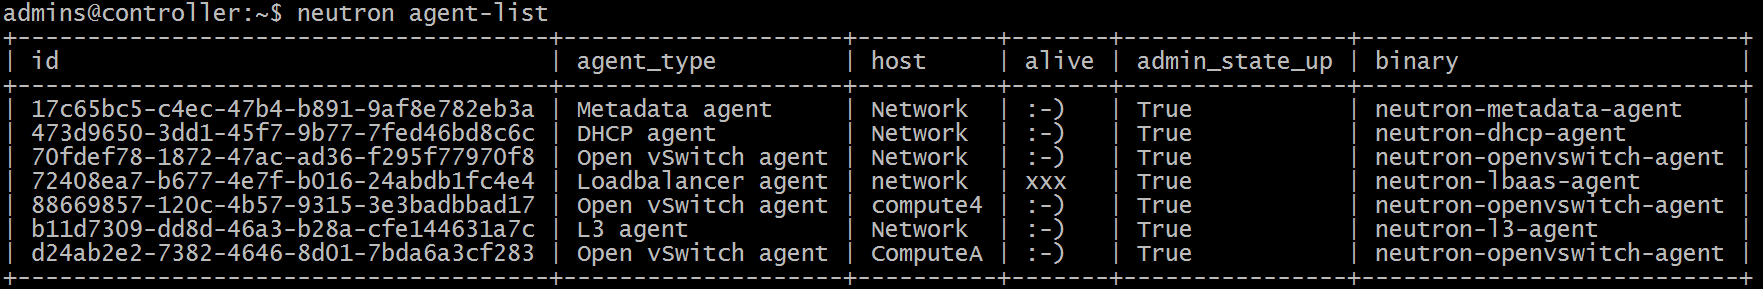 admins@controller:~$ neutron agent-list
+--------------------------------------+--------------------+----------+-------+----------------+---------------------------+
| id                                   | agent_type         | host     | alive | admin_state_up | binary                    |
+--------------------------------------+--------------------+----------+-------+----------------+---------------------------+
| 17c65bc5-c4ec-47b4-b891-9af8e782eb3a | Metadata agent     | Network  | :-)   | True           | neutron-metadata-agent    |
| 473d9650-3dd1-45f7-9b77-7fed46bd8c6c | DHCP agent         | Network  | :-)   | True           | neutron-dhcp-agent        |
| 70fdef78-1872-47ac-ad36-f295f77970f8 | Open vSwitch agent | Network  | :-)   | True           | neutron-openvswitch-agent |
| 72408ea7-b677-4e7f-b016-24abdb1fc4e4 | Loadbalancer agent | network  | xxx   | True           | neutron-lbaas-agent       |
| 88669857-120c-4b57-9315-3e3badbbad17 | Open vSwitch agent | compute4 | :-)   | True           | neutron-openvswitch-agent |
| b11d7309-dd8d-46a3-b28a-cfe144631a7c | L3 agent           | Network  | :-)   | True           | neutron-l3-agent          |
| d24ab2e2-7382-4646-8d01-7bda6a3cf283 | Open vSwitch agent | ComputeA | :-)   | True           | neutron-openvswitch-agent |
+--------------------------------------+--------------------+----------+-------+----------------+---------------------------+